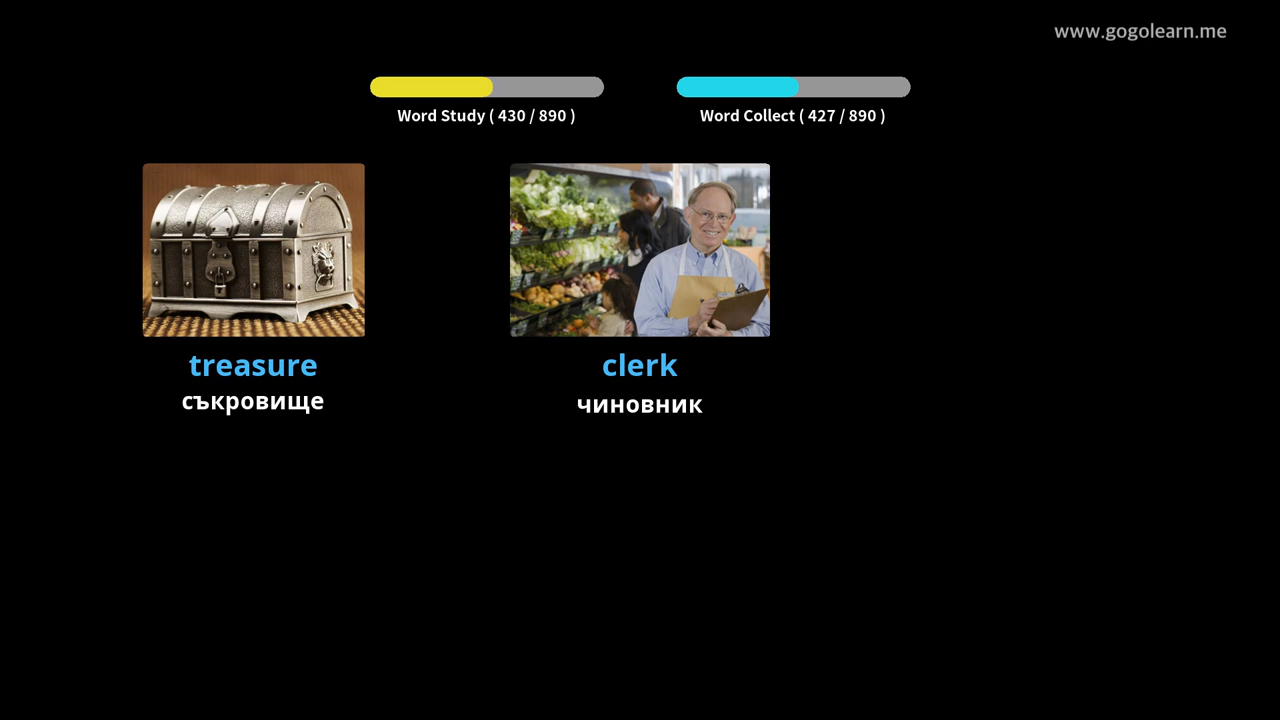 www.gogolearn.me
Word Study ( 430 / 890 )
Word Collect ( 427 / 890 )
treasure
съкровище
clerk
чиновник